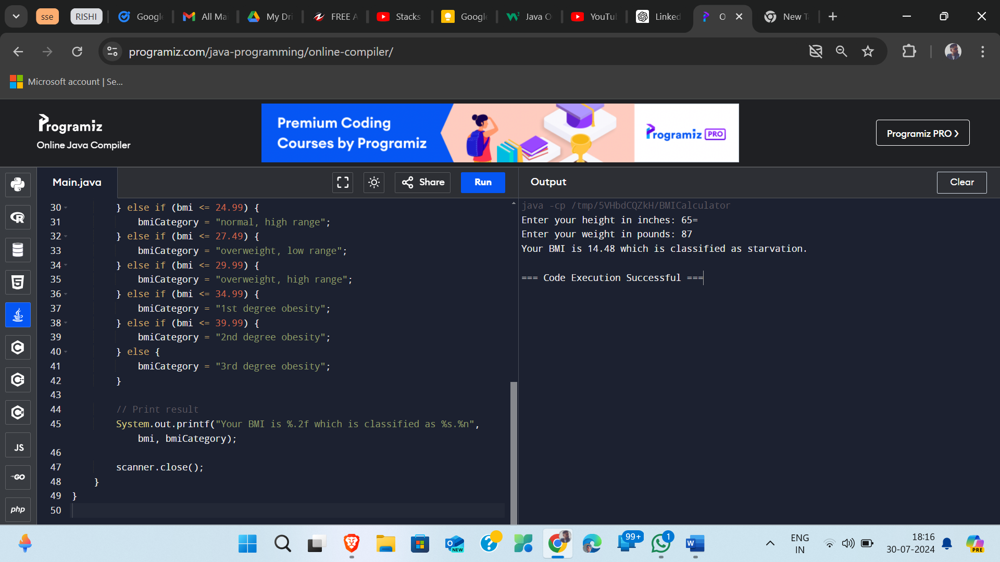 sse RISHI Googl All Mai My Dri FREE A Stacks Googl Java O YouTu Linked O New T
programiz.com/java-programming/online-compiler/
Microsoft account | Se...
Programiz
Online Java Compiler
Premium Coding
Courses by Programiz
Programiz PRO
Programiz PRO ›
Main.java
Share
Run
Output
Clear
30 } else if (bmi <= 24.99) {
31 bmiCategory = "normal, high range";
32 } else if (bmi <= 27.49) {
33 bmiCategory = "overweight, low range";
34 } else if (bmi <= 29.99) {
35 bmiCategory = "overweight, high range";
36 } else if (bmi <= 34.99) {
37 bmiCategory = "1st degree obesity";
38 } else if (bmi <= 39.99) {
39 bmiCategory = "2nd degree obesity";
40 } else {
41 bmiCategory = "3rd degree obesity";
42 }
43
44 // Print result
45 System.out.printf("Your BMI is %.2f which is classified as %s.%n",
bmi, bmiCategory);
46
47 scanner.close();
48 }
49 }
50
java -cp /tmp/5VHbdCQZkH/BMICalculator
Enter your height in inches: 65=
Enter your weight in pounds: 87
Your BMI is 14.48 which is classified as starvation.
=== Code Execution Successful ===
JS
GO
php
NEW
99+
1
ENG
IN
18:16
30-07-2024
PRE